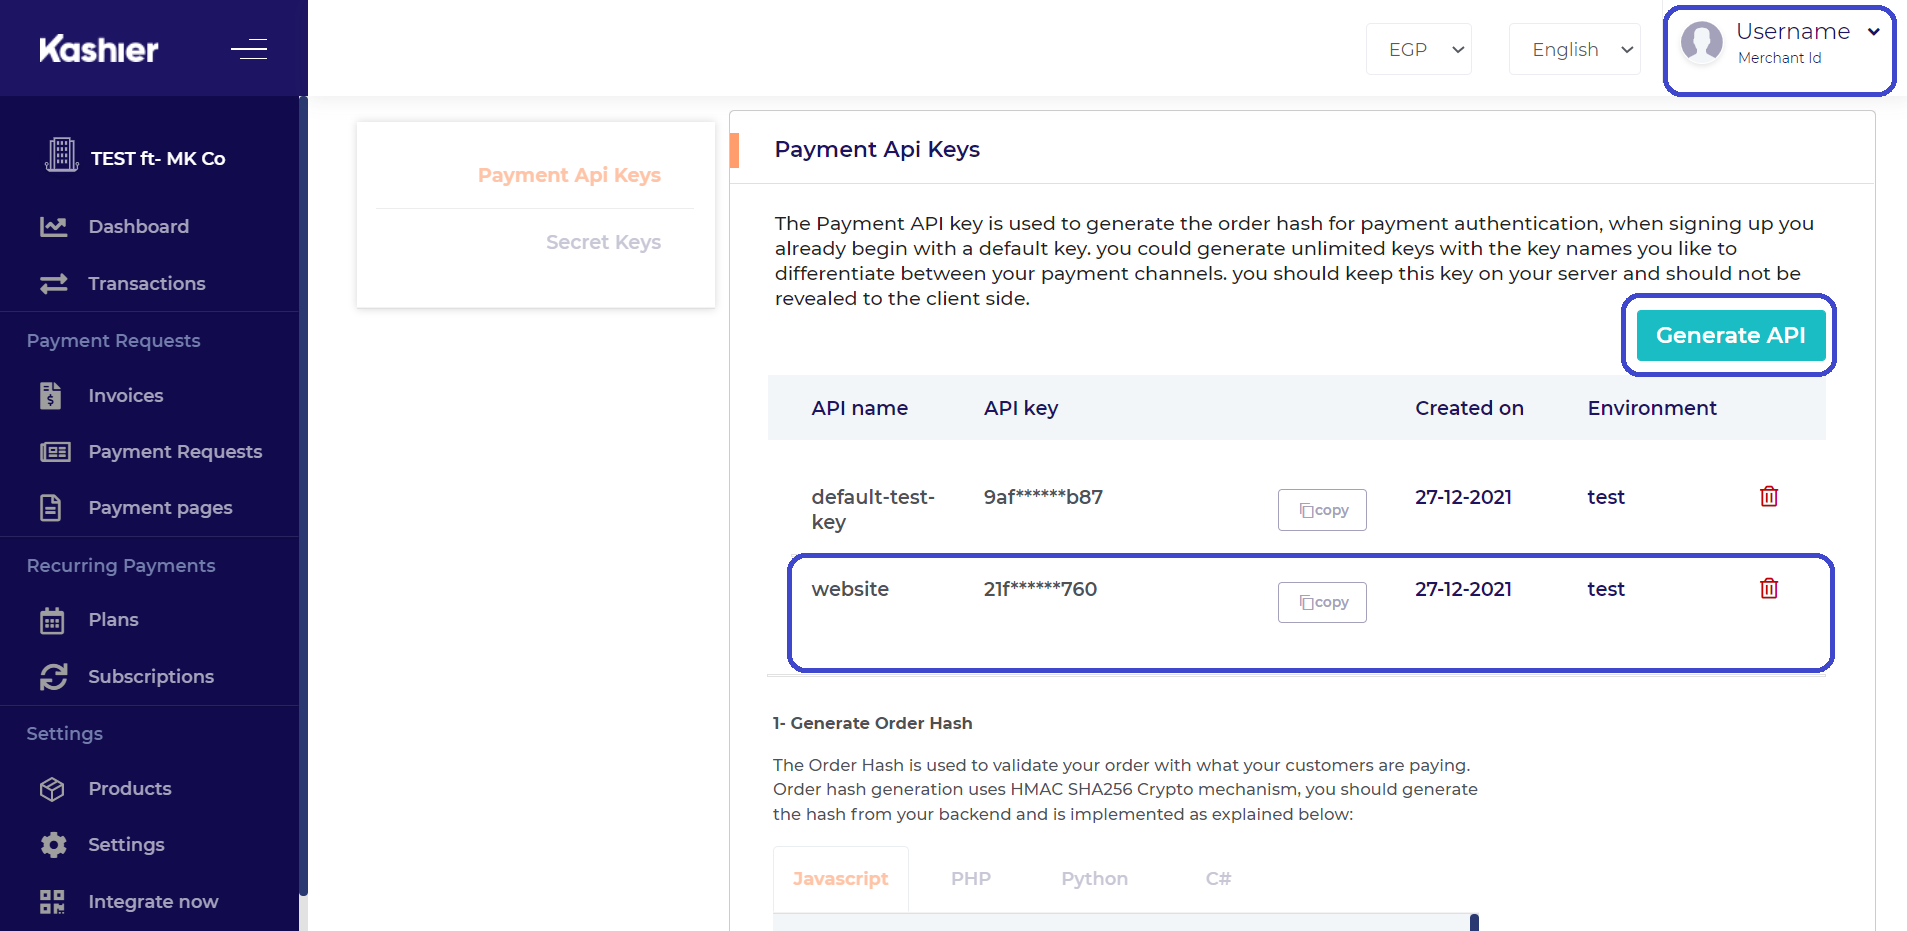 Kashier
EGP
English
Username
Merchant Id
TEST ft- MK Co
Dashboard
Transactions
Payment Requests
Invoices
Payment Requests
Payment pages
Recurring Payments
Plans
Subscriptions
Settings
Products
Settings
Integrate now
Payment Api Keys
Secret Keys
Payment Api Keys
The Payment API key is used to generate the order hash for payment authentication, when signing up you
already begin with a default key. you could generate unlimited keys with the key names you like to
differentiate between your payment channels. you should keep this key on your server and should not be
revealed to the client side.
Generate API
API name API key Created on Environment
default-test- 9af******b87 copy 27-12-2021 test
key
website 21f******760 copy 27-12-2021 test
1- Generate Order Hash
The Order Hash is used to validate your order with what your customers are paying.
Order hash generation uses HMAC SHA256 Crypto mechanism, you should generate
the hash from your backend and is implemented as explained below:
Javascript PHP Python C#